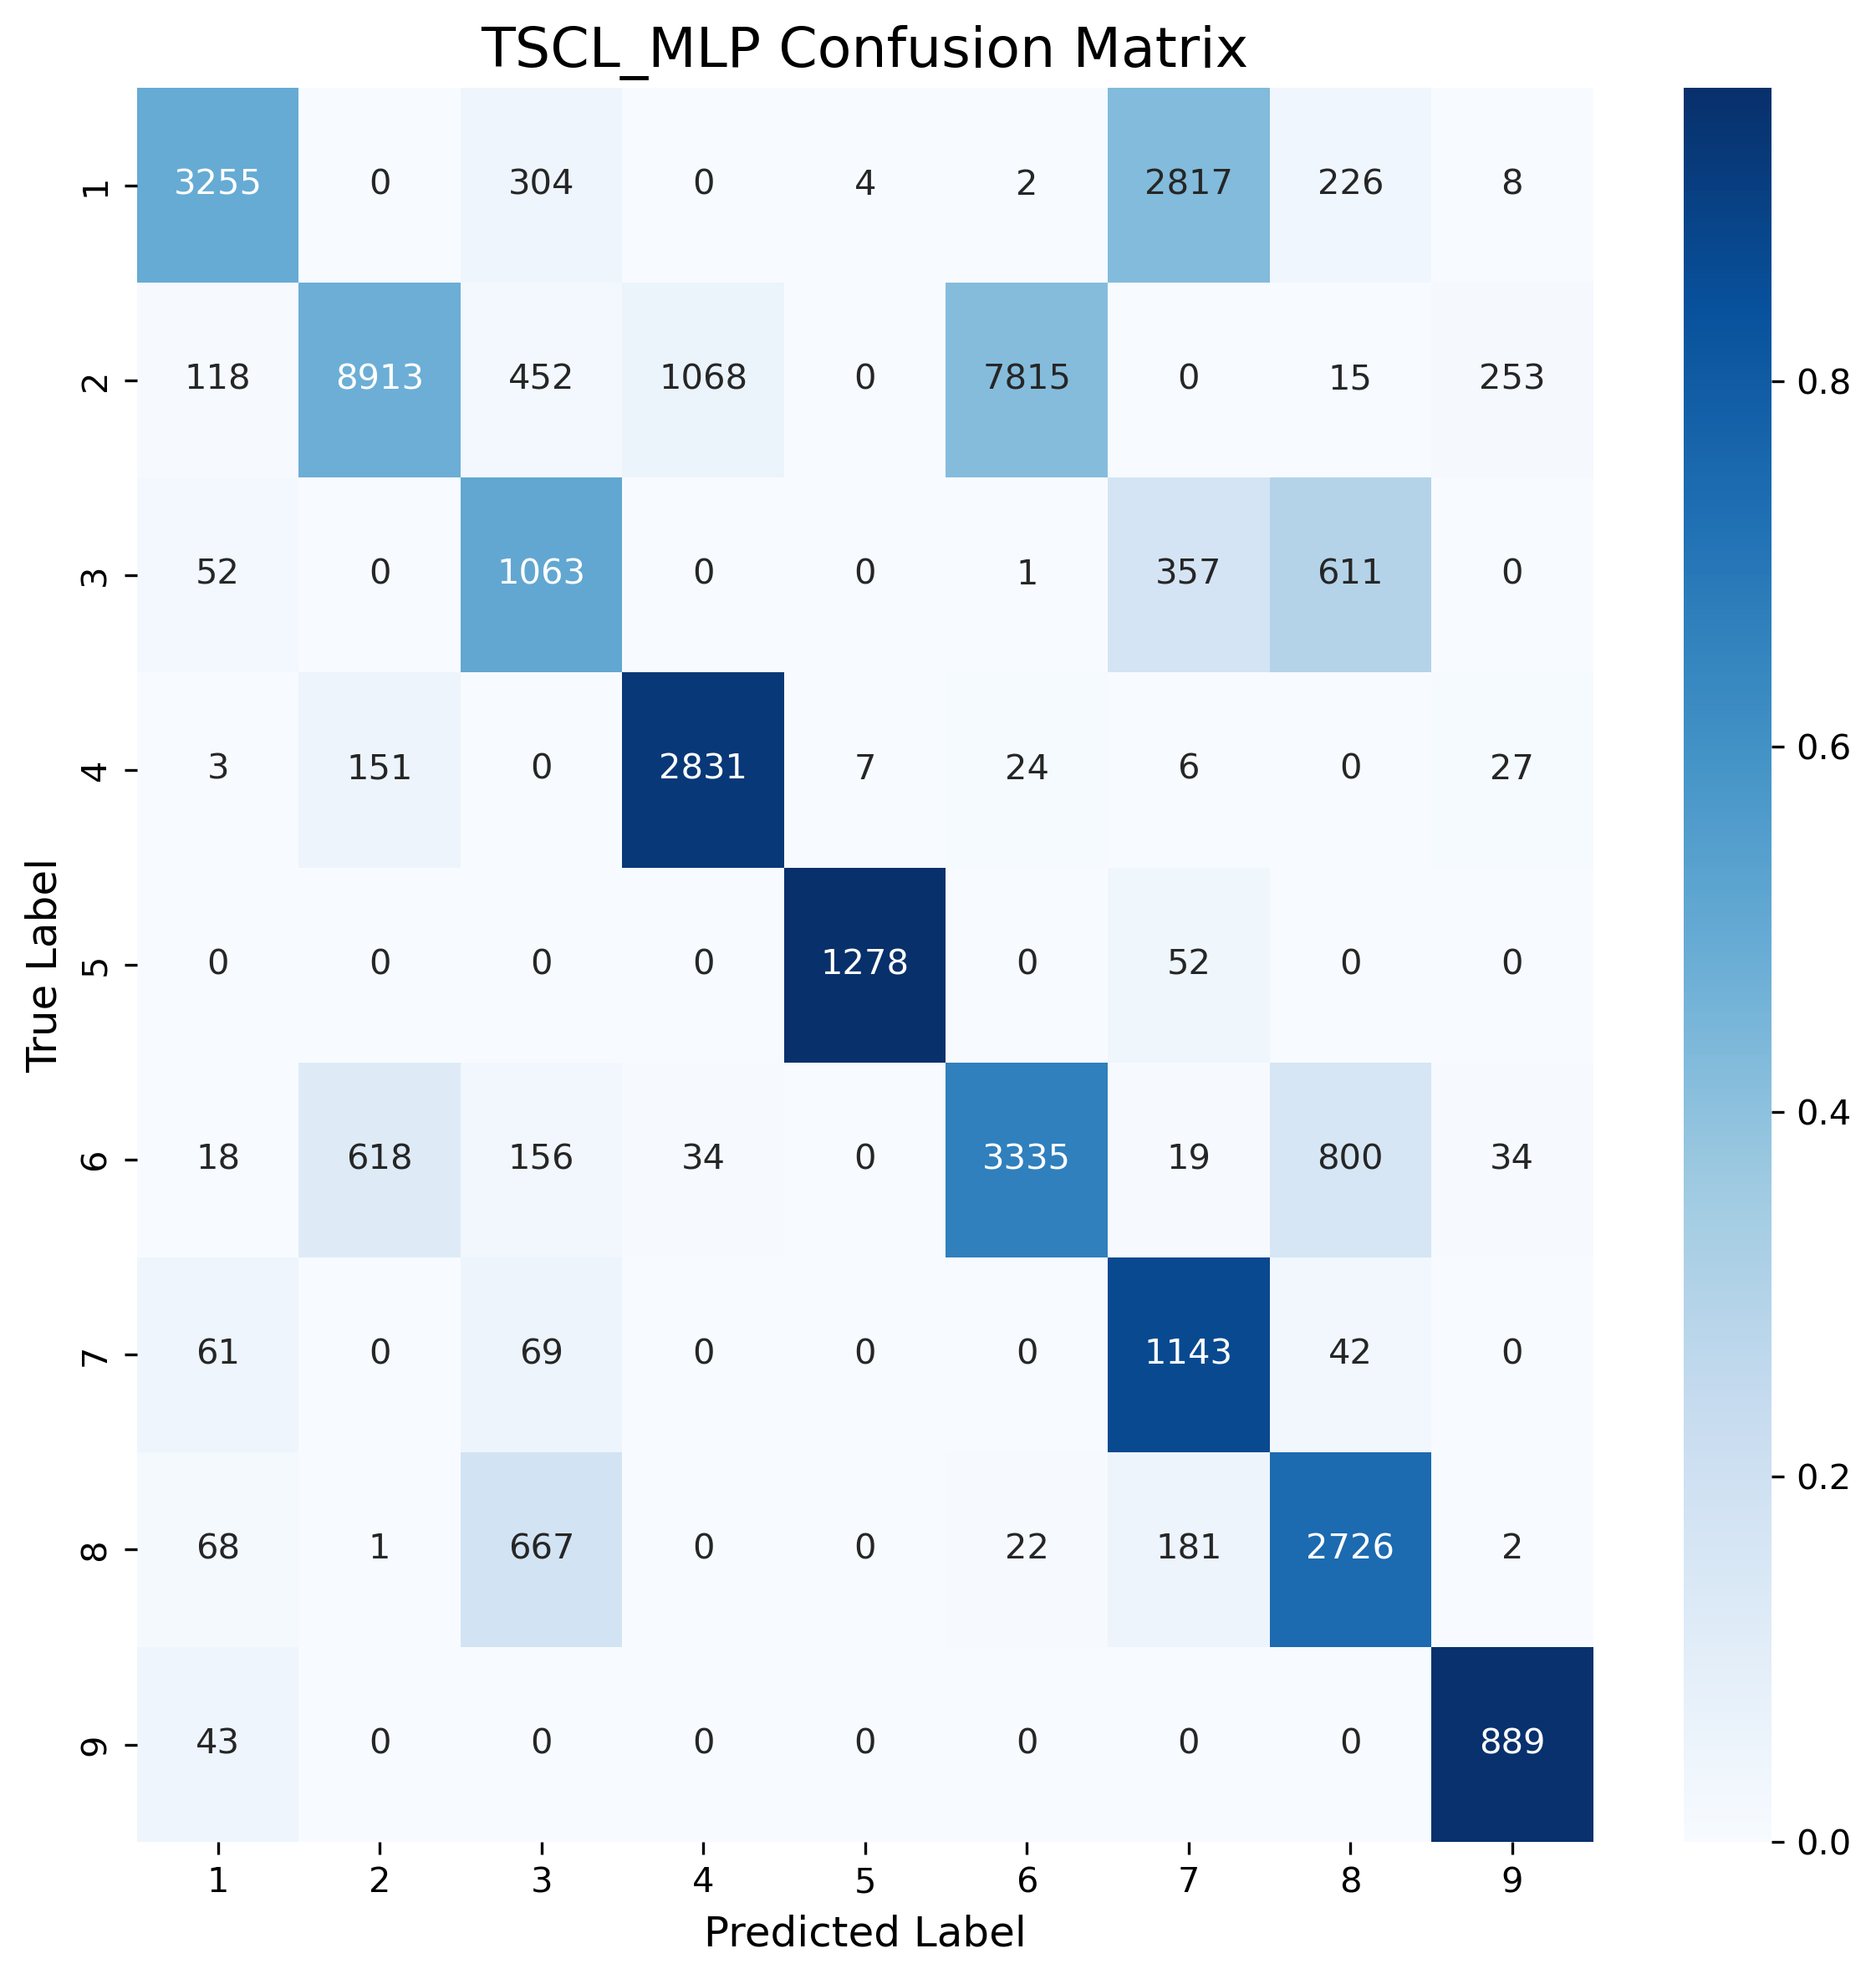 TSCL_MLP Confusion Matrix
1 3255 0 304 0 4 2 2817 226 8
2 118 8913 452 1068 0 7815 0 15 253
0.8
3 52 0 1063 0 0 1 357 611 0
0.6
4 3 151 0 2831 7 24 6 0 27
True Label
5 0 0 0 0 1278 0 52 0 0
0.4
6 18 618 156 34 0 3335 19 800 34
7 61 0 69 0 0 0 1143 42 0
0.2
8 68 1 667 0 0 22 181 2726 2
9 43 0 0 0 0 0 0 0 889
0.0
1 2 3 4 5 6 7 8 9
Predicted Label